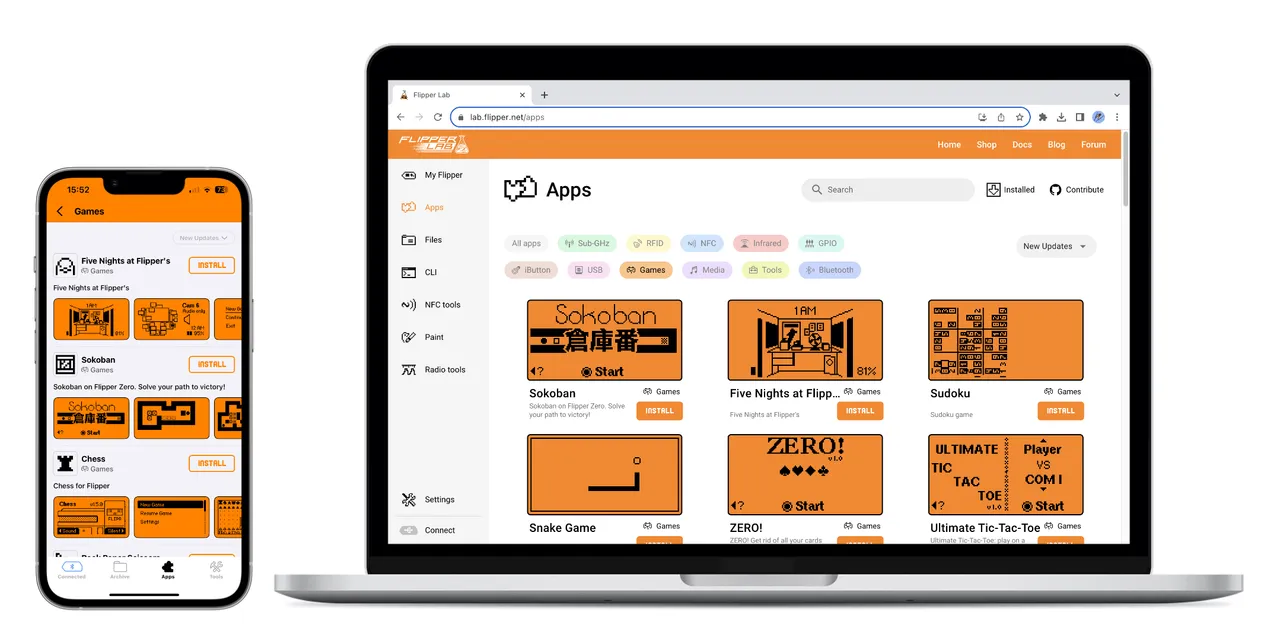 15:52
73
Games
New Updates
Five Nights at Flipper's
Games
INSTALL
Five Nights at Flipper's
1AM
81%
Cam 6
Audio only
12 AM
95%
Sokoban
Games
INSTALL
Sokoban on Flipper Zero. Solve your path to victory!
Sokoban
倉庫番
Start
Chess
Games
INSTALL
Chess for Flipper
Chess
New Game
Resume Game
Settings
Connected
Archive
Apps
Tools
Flipper Lab
lab.flipper.net/apps
FLIPPER
LAB
Home
Shop
Docs
Blog
Forum
My Flipper
Apps
Files
CLI
NFC tools
Paint
Radio tools
Settings
Connect
Apps
Search
Installed
Contribute
All apps
Sub-GHz
RFID
NFC
Infrared
GPIO
iButton
USB
Games
Media
Tools
Bluetooth
New Updates
Sokoban
倉庫番
?
Start
Sokoban
Games
Sokoban on Flipper Zero. Solve
your path to victory!
INSTALL
1AM
81%
Five Nights at Flipp...
Games
Five Nights at Flipper's
INSTALL
Sudoku
Games
Sudoku game
INSTALL
Snake Game
Games
ZERO!
v1.0
?
Start
ZERO!
Games
ZERO! Get rid of all your cards
ULTIMATE
TIC
TAC
TOE
v1.0
?
Player
VS
COM 1
Start
Ultimate Tic-Tac-Toe
Games
Ultimate Tic-Tac-Toe: play on a